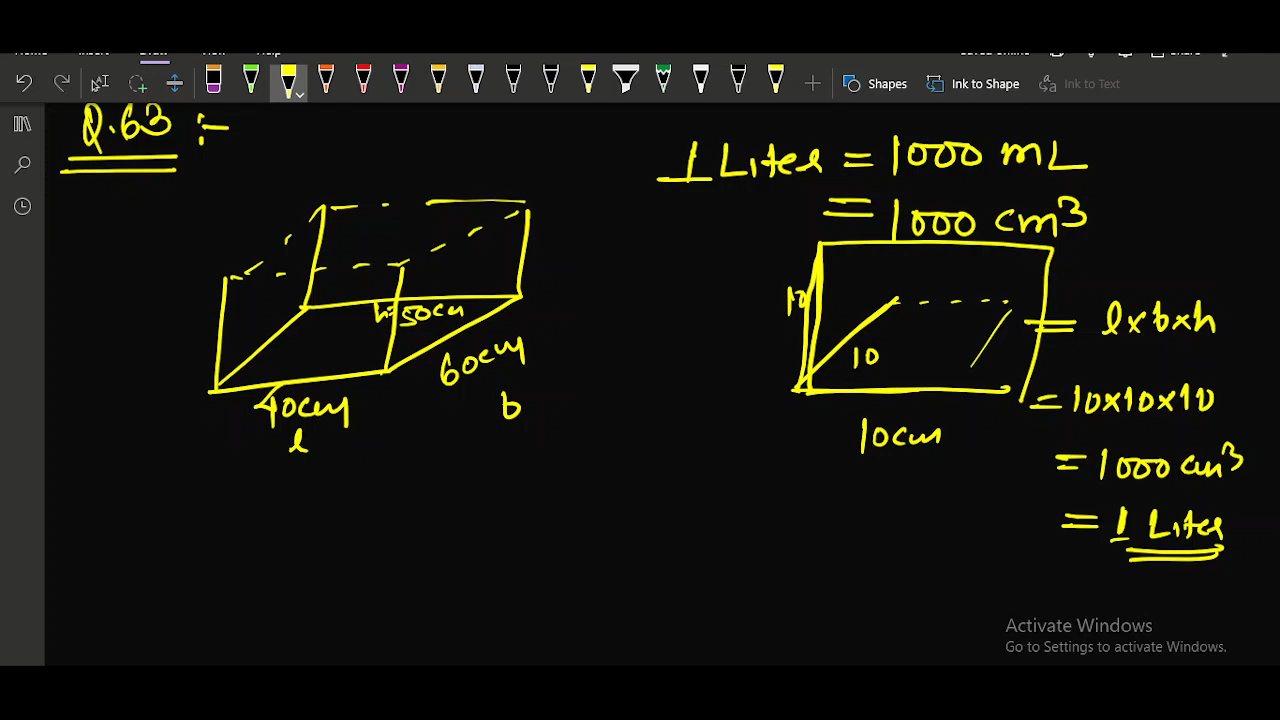 Shapes
Ink to Shape
Ink to Text
Q.63 :-
1 Liter = 1000 mL
= 1000 cm³
h=50cm
60cm
b
40cm
l
10
10
10cm
= l×b×h
= 10×10×10
= 1000 cm³
= 1 Liter
Activate Windows
Go to Settings to activate Windows.